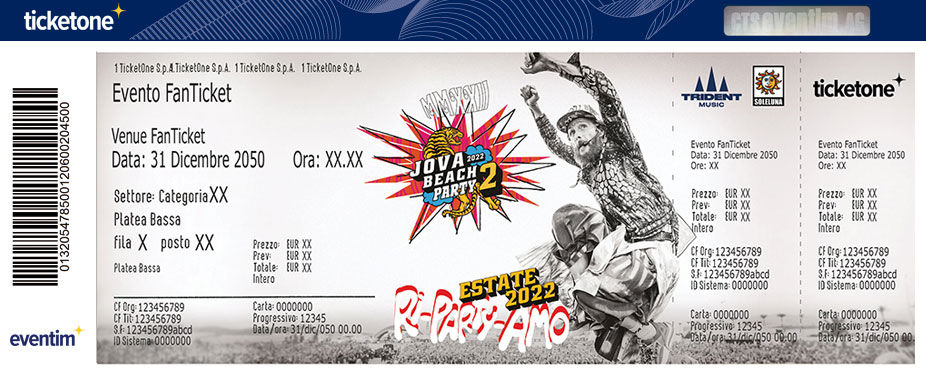 ticketone
CTSeventim AG
1 TicketOne S.p.A. TicketOne S.p.A. 1 TicketOne S.p.A. 1 TicketOne S.p.A.
Evento FanTicket
Venue FanTicket
Data: 31 Dicembre 2050 Ora: XX.XX
Settore: Categoria XX
Platea Bassa
fila X posto XX
Platea Bassa
Prezzo: EUR XX
Prev: EUR XX
Totale: EUR XX
Intero
CF Org: 123456789
CF Tit: 123456789
S.F: 123456789abcd
ID Sistema: 0000000
Carta: 0000000
Progressivo: 12345
Data/ora: 31/dic/050 00.00
01320547850012060020450​0
eventim
MMXXII
JOVA 2022
BEACH
PARTY 2
ESTATE
2022
Ri-PARTY-AMO
TRIDENT
MUSIC
SOLELUNA
Evento FanTicket
Data: 31 Dicembre 2050
Ore: XX
Prezzo: EUR XX
Prev: EUR XX
Totale: EUR XX
Intero
CF Org: 123456789
CF Tit: 123456789
S.F: 123456789abcd
ID Sistema: 0000000
Carta: 0000000
Progressivo: 12345
Data/ora: 31/dic/050 00.00
ticketone
Evento FanTicket
Data: 31 Dicembre 2050
Ora: XX
Prezzo: EUR XX
Prev: EUR XX
Totale: EUR XX
Intero
CF Org: 123456789
CF Tit: 123456789
S.F: 123456789abcd
ID Sistema: 0000000
Carta: 0000000
Progressivo: 12345
Data/ora: 31/dic/050 00.00